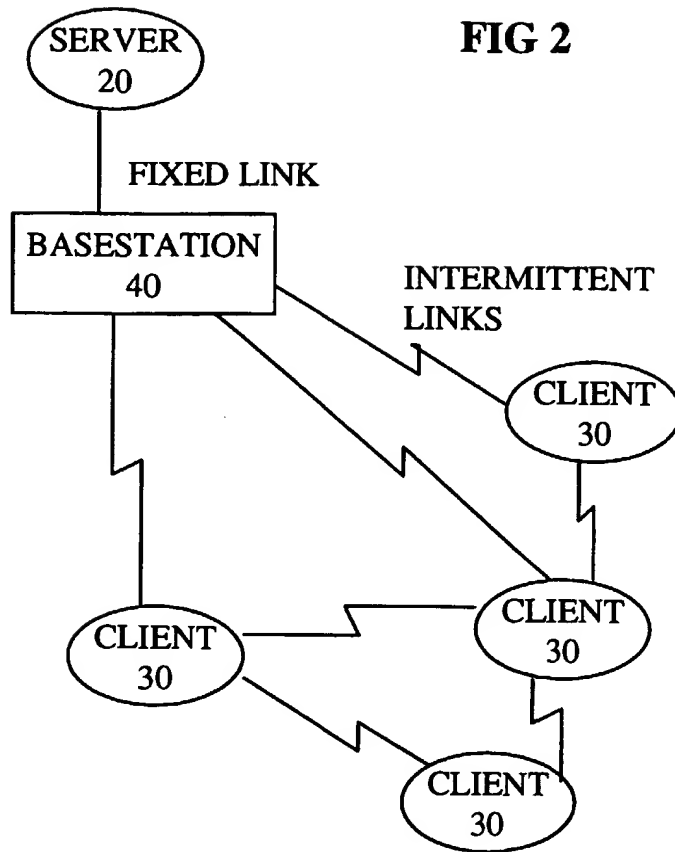 FIG 2
SERVER
20
FIXED LINK
BASESTATION
40
INTERMITTENT
LINKS
CLIENT
30
CLIENT
30
CLIENT
30
CLIENT
30